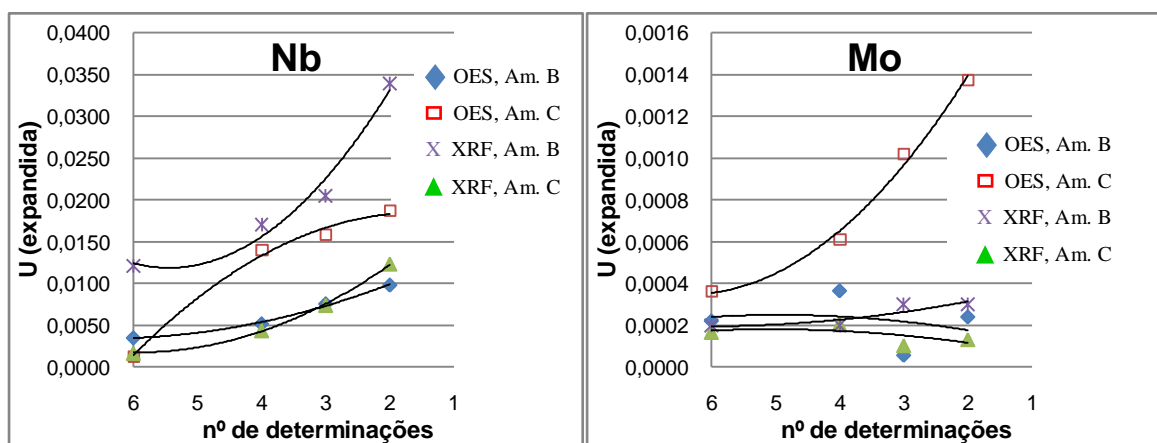 Nb
U (expandida)
0,0400
0,0350
0,0300
0,0250
0,0200
0,0150
0,0100
0,0050
0,0000
6 5 4 3 2 1
nº de determinações
OES, Am. B
OES, Am. C
XRF, Am. B
XRF, Am. C
Mo
U (expandida)
0,0016
0,0014
0,0012
0,0010
0,0008
0,0006
0,0004
0,0002
0,0000
6 5 4 3 2 1
nº de determinações
OES, Am. B
OES, Am. C
XRF, Am. B
XRF, Am. C